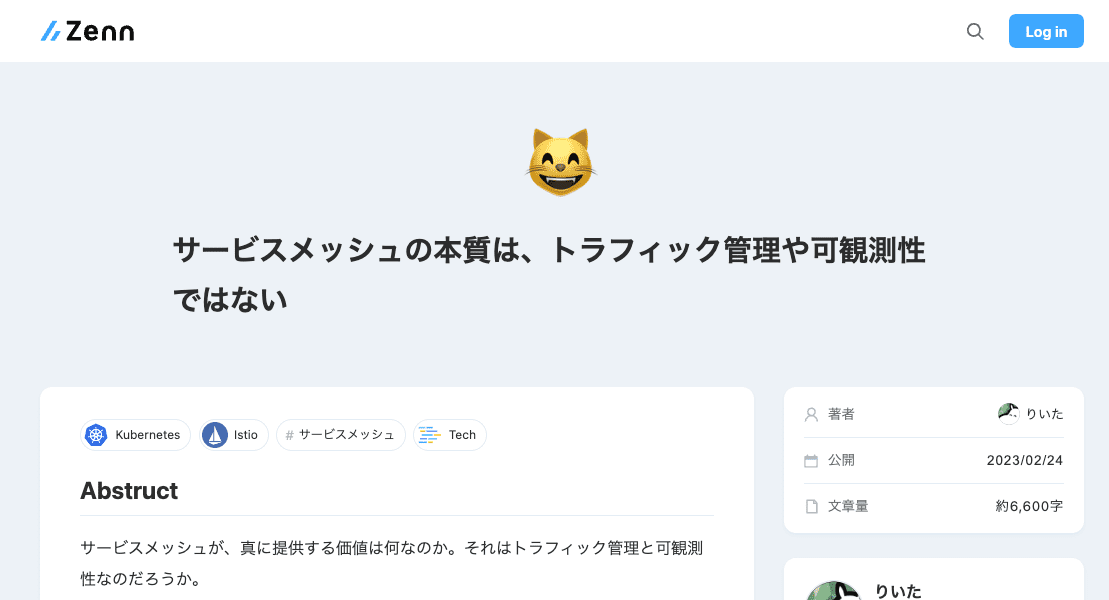 Zenn
Log in
サービスメッシュの本質は、トラフィック管理や可観測性
ではない
Kubernetes
Istio
# サービスメッシュ
Tech
Abstruct
サービスメッシュが、真に提供する価値は何なのか。それはトラフィック管理と可観測
性なのだろうか。
著者
りいた
公開
2023/02/24
文章量
約6,600字
りいた